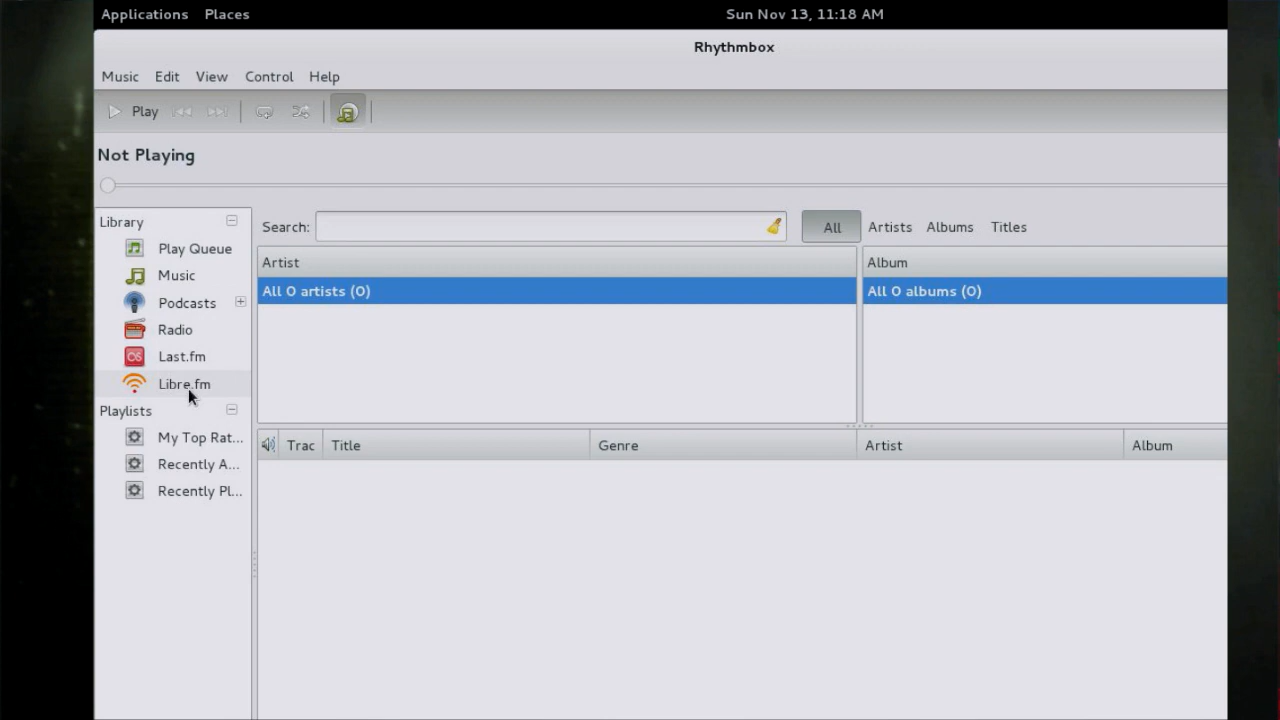 Applications Places Sun Nov 13, 11:18 AM
Rhythmbox
Music Edit View Control Help
Play
Not Playing
Library
Play Queue
Music
Podcasts
Radio
Last.fm
Libre.fm
Playlists
My Top Rat...
Recently A...
Recently Pl...
Search: All Artists Albums Titles
Artist Album
All 0 artists (0) All 0 albums (0)
Trac Title Genre Artist Album